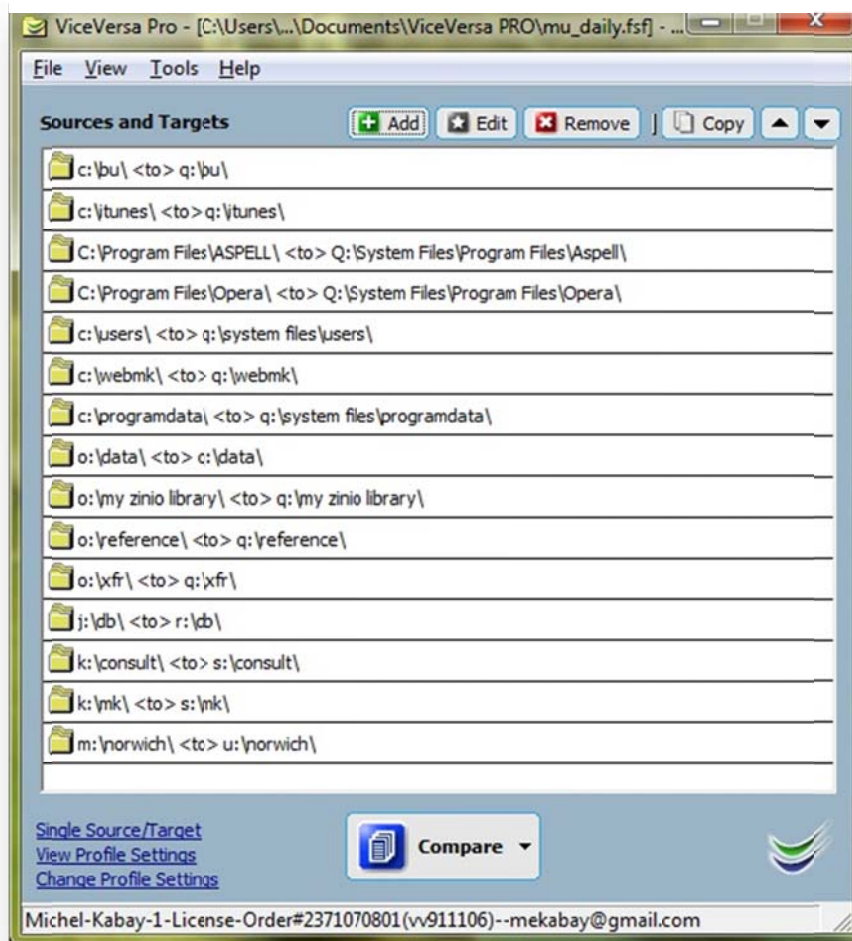 ViceVersa Pro - [C:\Users\...\Documents\ViceVersa PRO\mu_daily.fsf] - ...
File View Tools Help
Sources and Targets Add Edit Remove Copy
c:\bu\ <to> q:\bu\
c:\itunes\ <to> q:\itunes\
C:\Program Files\ASPELL\ <to> Q:\System Files\Program Files\Aspell\
C:\Program Files\Opera\ <to> Q:\System Files\Program Files\Opera\
c:\users\ <to> q:\system files\users\
c:\webmk\ <to> q:\webmk\
c:\programdata\ <to> q:\system files\programdata\
o:\data\ <to> q:\data\
o:\my zinio library\ <to> q:\my zinio library\
o:\reference\ <to> q:\reference\
o:\xfr\ <to> q:\xfr\
j:\db\ <to> r:\db\
k:\consult\ <to> s:\consult\
k:\mk\ <to> s:\mk\
m:\norwich\ <to> u:\norwich\
Single Source/Target
View Profile Settings
Change Profile Settings
Compare
Michel-Kabay-1-License-Order#2371070801(vv911106)--mekabay@gmail.com